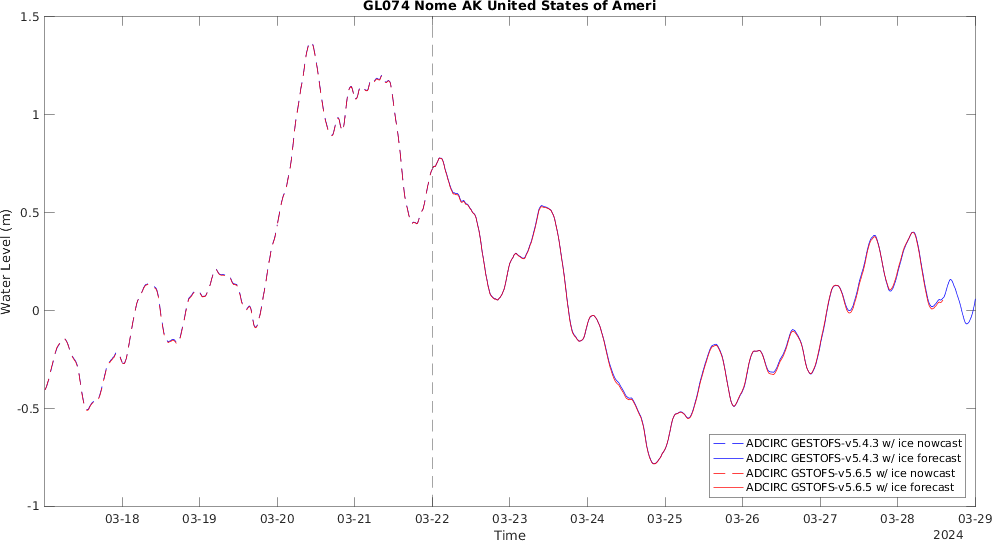 GL074 Nome AK United States of Ameri
Water Level (m)
1.5
1
0.5
0
-0.5
-1
ADCIRC GESTOFS-v5.4.3 w/ ice nowcast
ADCIRC GESTOFS-v5.4.3 w/ ice forecast
ADCIRC GSTOFS-v5.6.5 w/ ice nowcast
ADCIRC GSTOFS-v5.6.5 w/ ice forecast
03-18 03-19 03-20 03-21 03-22 03-23 03-24 03-25 03-26 03-27 03-28 03-29
Time
2024